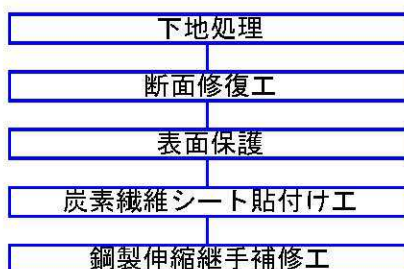 下地処理
断面修復工
表面保護
炭素繊維シート貼付け工
鋼製伸縮継手補修工